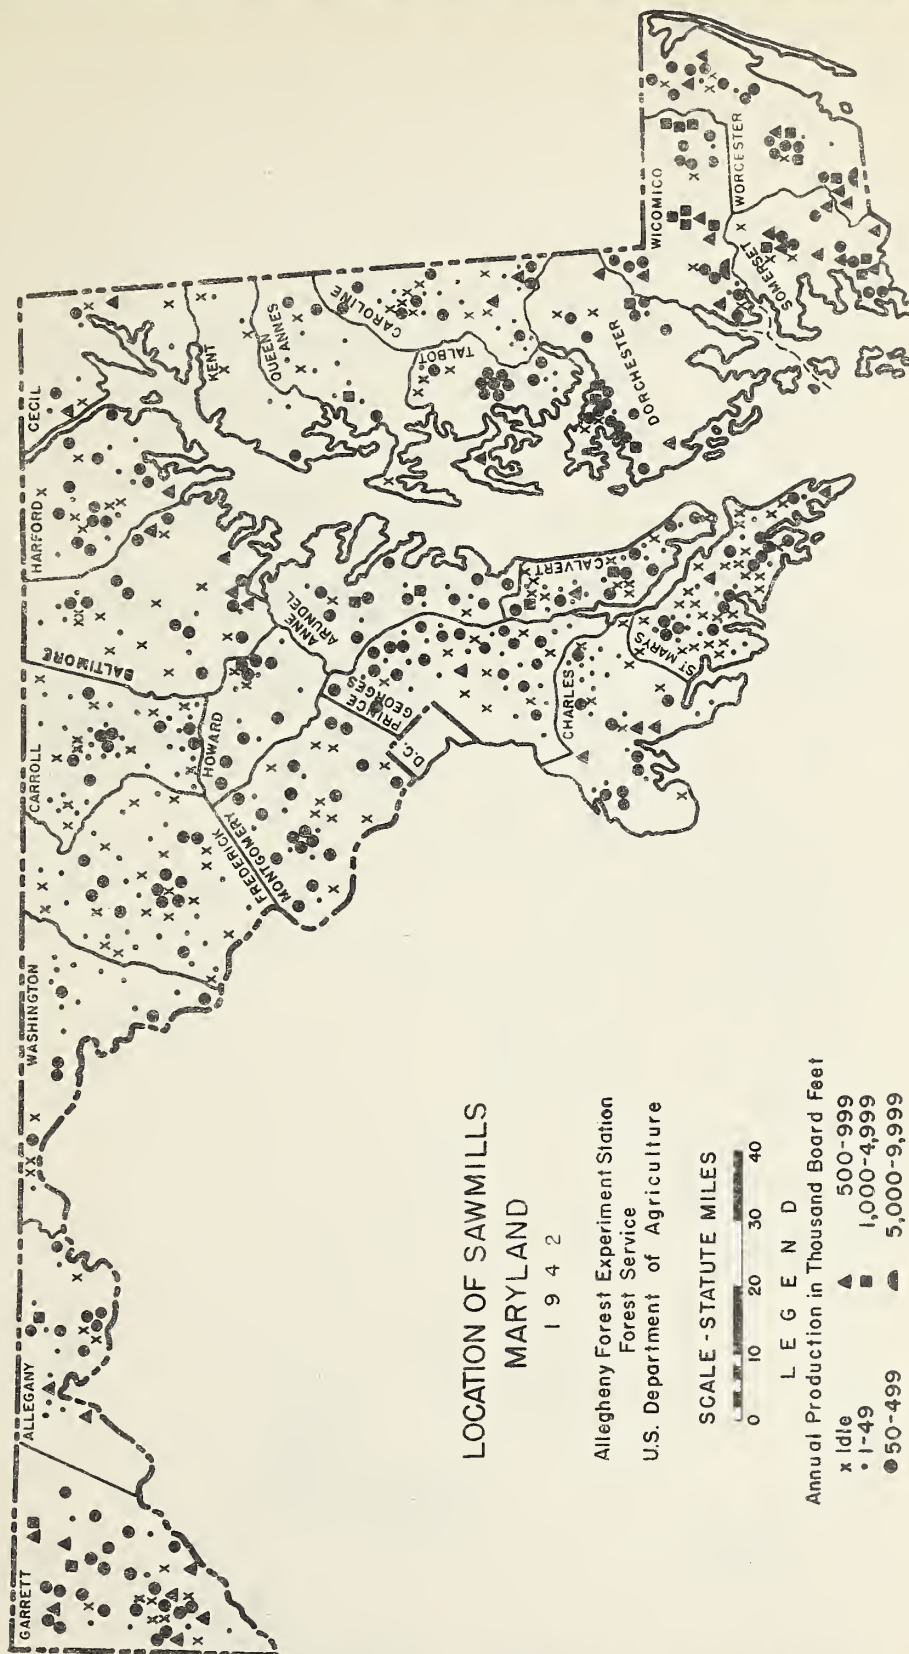 GARRETT
ALLEGANY
WASHINGTON
FREDERICK
CARROLL
BALTIMORE
HARFORD
CECIL
MONTGOMERY
HOWARD
D.C.
PRINCE
GEORGES
ANNE
ARUNDEL
CALVERT
CHARLES
ST MARYS
KENT
QUEEN
ANNES
CAROLINE
TALBOT
DORCHESTER
WICOMICO
WORCESTER
SOMERSET
LOCATION OF SAWMILLS
MARYLAND
1942
Allegheny Forest Experiment Station
Forest Service
U.S. Department of Agriculture
SCALE - STATUTE MILES
0 10 20 30 40
LEGEND
Annual Production in Thousand Board Feet
x Idle ▲ 500-999
• 1-49 ■ 1,000-4,999
● 50-499 5,000-9,999